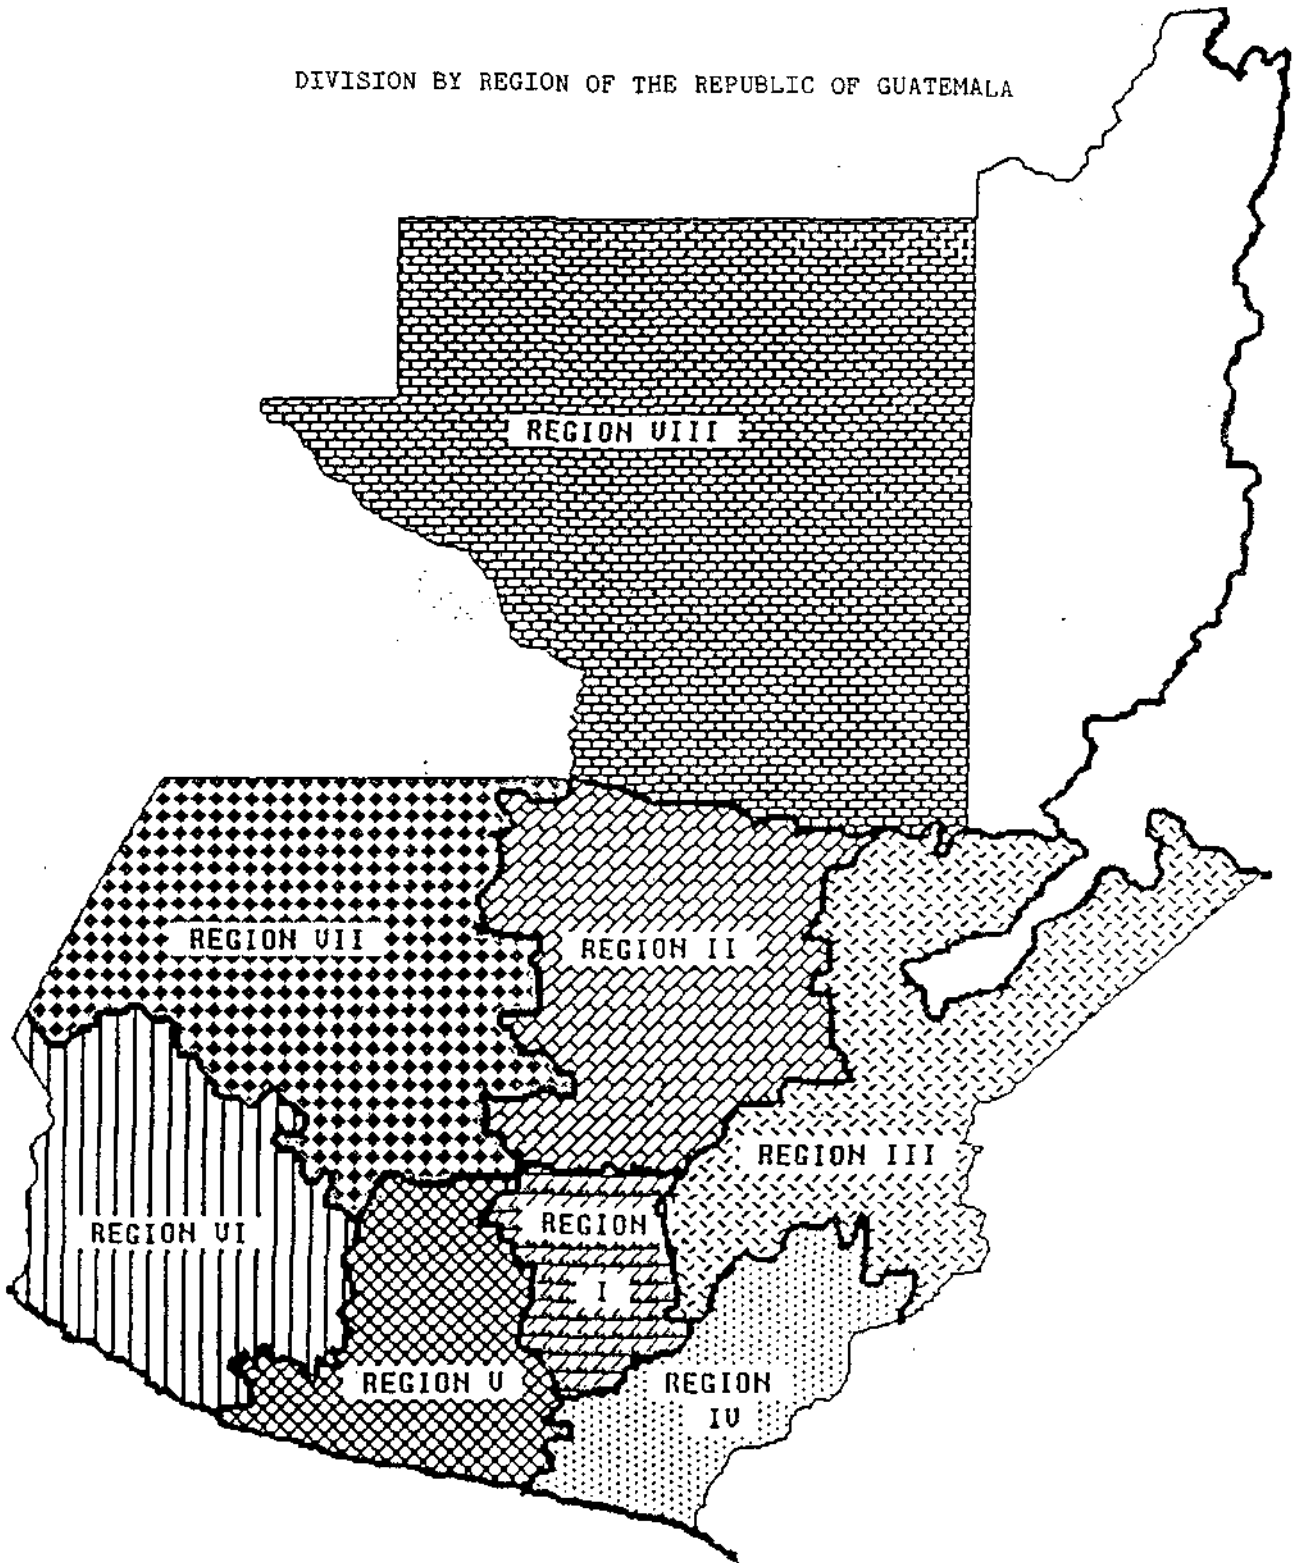 DIVISION BY REGION OF THE REPUBLIC OF GUATEMALA
REGION VIII
REGION VII
REGION II
REGION III
REGION VI
REGION
I
REGION V
REGION
IV